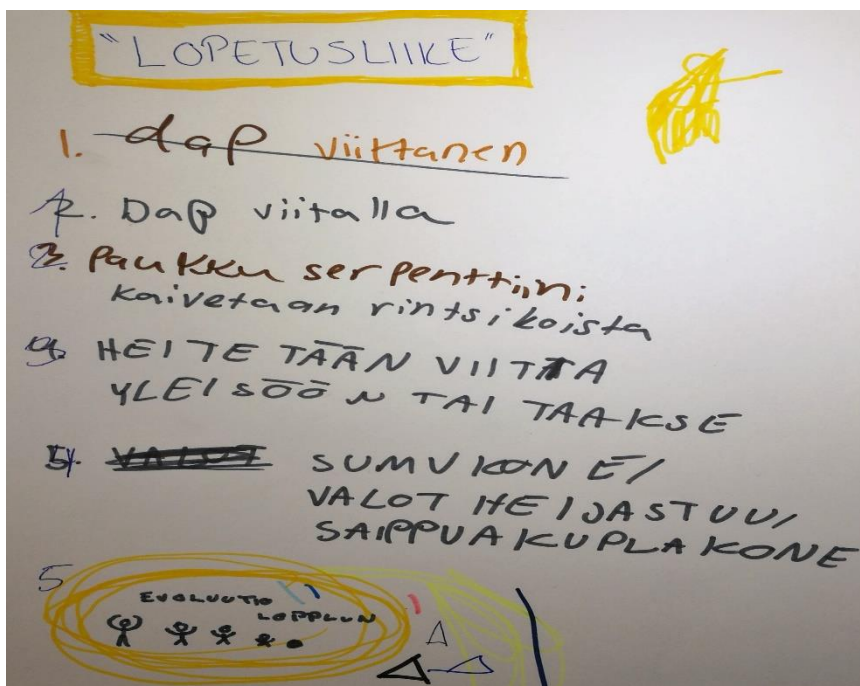 "LOPETUSLIIKE"
1. dap viittanen
2. Dap viitalla
3. Paukku serpenttiini
kaivetaan rintsikoista
4. HEITETÄÄN VIITTA
YLEISÖÖN TAI TAAKSE
5. VALOT SUMUKONE/
VALOT HEIJASTUU/
SAIPPUAKUPLAKONE
5
EVOLUUTIO
LOPPUUN